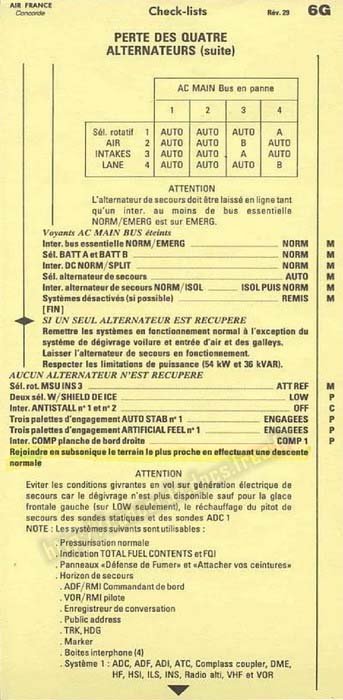 AIR FRANCE
Concorde
Check-lists
Rév. 29
6G
PERTE DES QUATRE
ALTERNATEURS (suite)
AC MAIN Bus en panne
1 2 3 4
Sél. rotatif 1 AUTO AUTO AUTO A
AIR 2 AUTO AUTO B AUTO
INTAKES 3 AUTO AUTO A AUTO
LANE 4 AUTO AUTO AUTO B
ATTENTION
L'alternateur de secours doit être laissé en ligne tant
qu'un inter. au moins de bus essentielle
NORM/EMERG est sur EMERG.
Voyants AC MAIN BUS éteints
Inter. bus essentielle NORM/EMERG NORM M
Sél. BATT A et BATT B NORM M
Inter. DC NORM/SPLIT NORM M
Sél. alternateur de secours AUTO M
Inter. alternateur de secours NORM/ISOL ISOL PUIS NORM M
Systèmes désactivés (si possible) REMIS M
[FIN]
SI UN SEUL ALTERNATEUR EST RECUPERE
Remettre les systèmes en fonctionnement normal à l'exception du
système de dégivrage voilure et entrée d'air et des galleys.
Laisser l'alternateur de secours en fonctionnement.
Respecter les limitations de puissance (54 kW et 36 kVAR).
AUCUN ALTERNATEUR N'EST RECUPERE
Sél. rot. MSU INS 3 ATT REF M
Deux sél. W/SHIELD DE ICE LOW P
Inter. ANTISTALL n° 1 et n° 2 OFF C
Trois palettes d'engagement AUTO STAB n° 1 ENGAGEES P
Trois palettes d'engagement ARTIFICIAL FEEL n° 1 ENGAGEES P
Inter. COMP planche de bord droite COMP 1 P
Rejoindre en subsonique le terrain le plus proche en effectuant une descente
normale
ATTENTION
Eviter les conditions givrantes en vol sur génération électrique de
secours car le dégivrage n'est plus disponible sauf pour la glace
frontale gauche (sur LOW seulement), le réchauffage du pitot de
secours des sondes statiques et des sondes ADC 1
NOTE : Les systèmes suivants sont utilisables :
. Pressurisation normale
. Indication TOTAL FUEL CONTENTS et FQI
. Panneaux «Défense de Fumer» et «Attacher vos ceintures»
. Horizon de secours
. ADF/RMI Commandant de bord
. VOR/RMI pilote
. Enregistreur de conversation
. Public address
. TRK, HDG
. Marker
. Boites interphone (4)
. Système 1 : ADC, ADF, ADI, ATC, Complass coupler, DME,
HF, HSI, ILS, INS, Radio alti, VHF et VOR